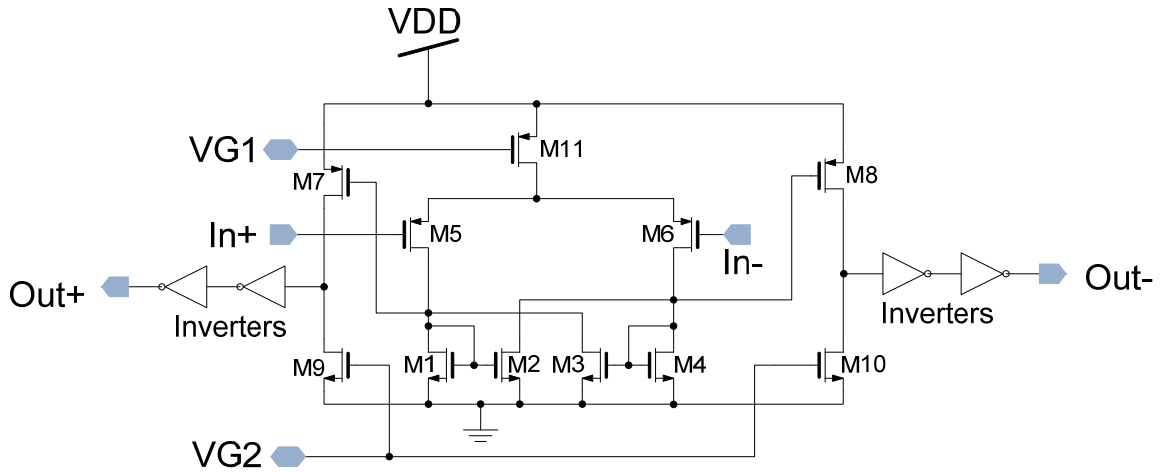 VDD
VG1
M11
M7
M8
In+
M5
M6
In-
Out+
Inverters
Inverters
Out-
M9
M1
M2
M3
M4
M10
VG2